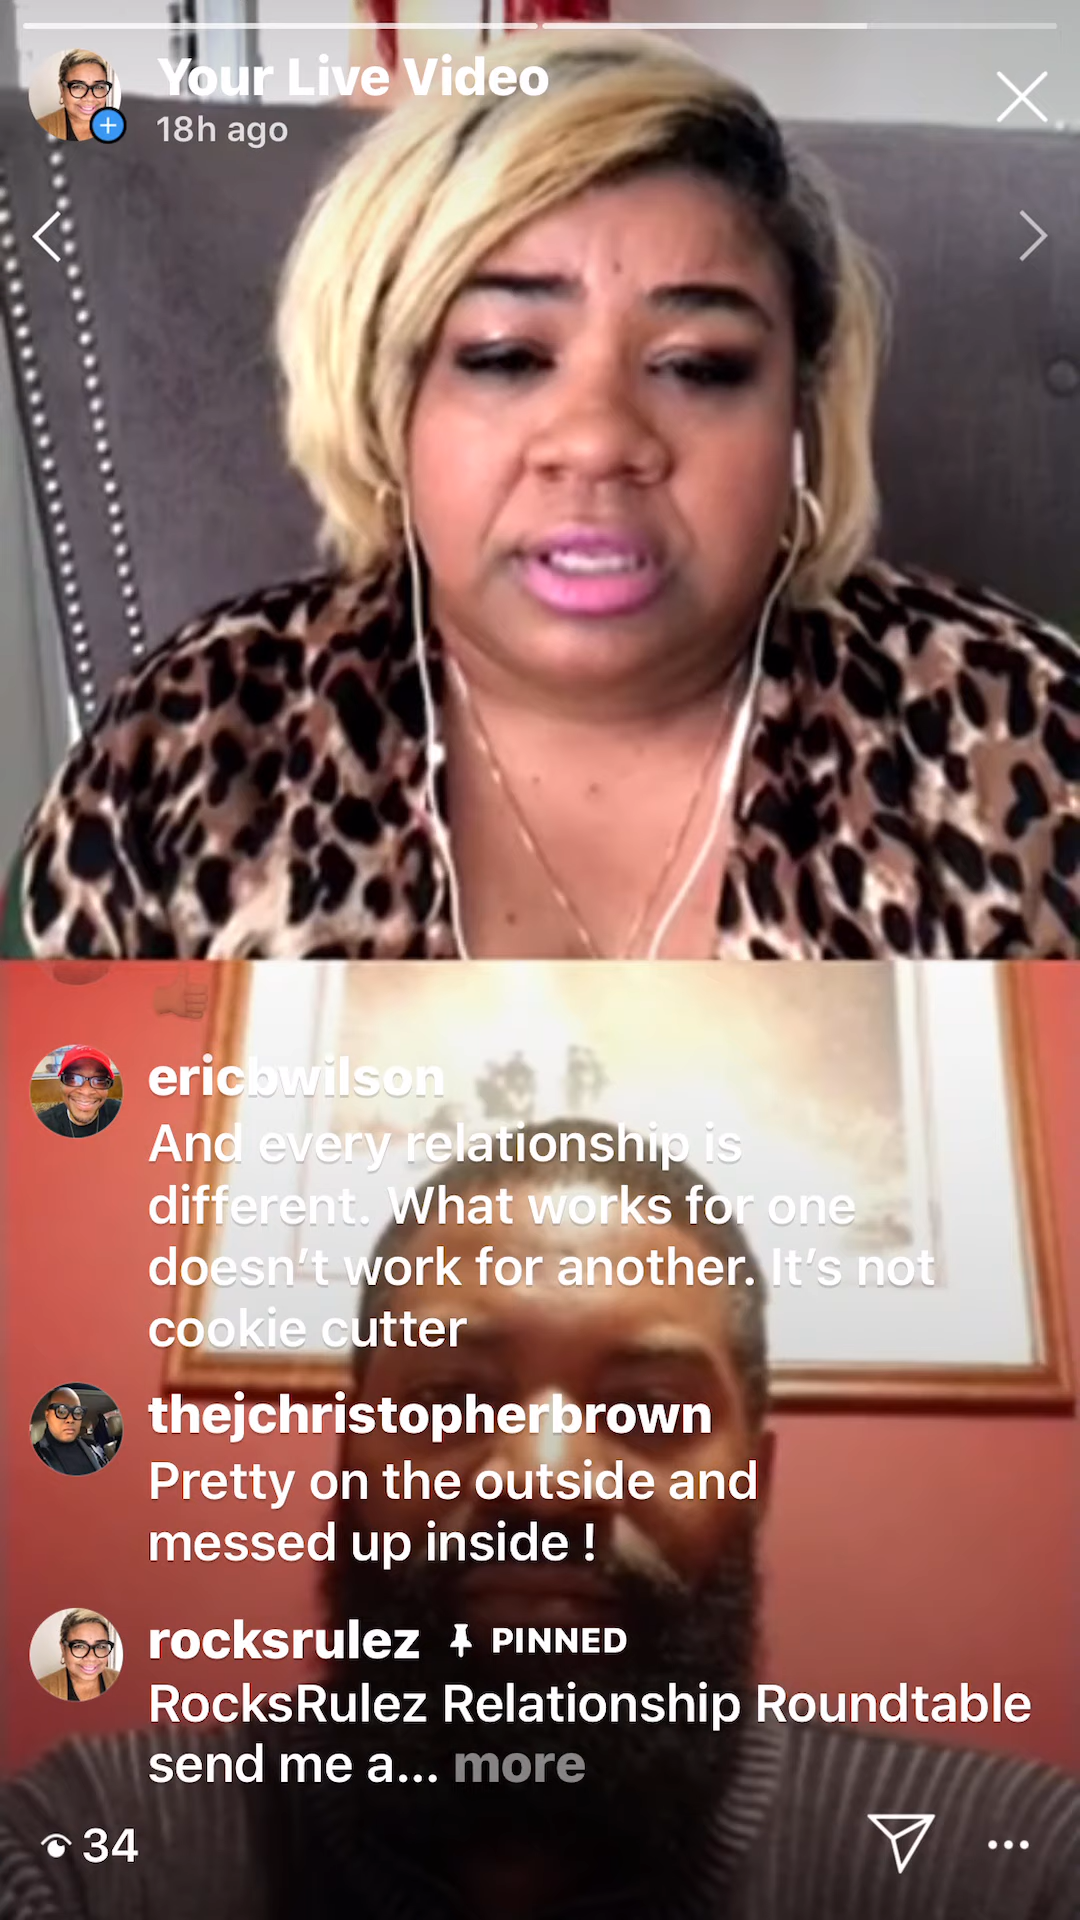 Your Live Video
18h ago
ericbwilson
And every relationship is
different. What works for one
doesn’t work for another. It’s not
cookie cutter
thejchristopherbrown
Pretty on the outside and
messed up inside !
rocksrulez PINNED
RocksRulez Relationship Roundtable
send me a... more
34